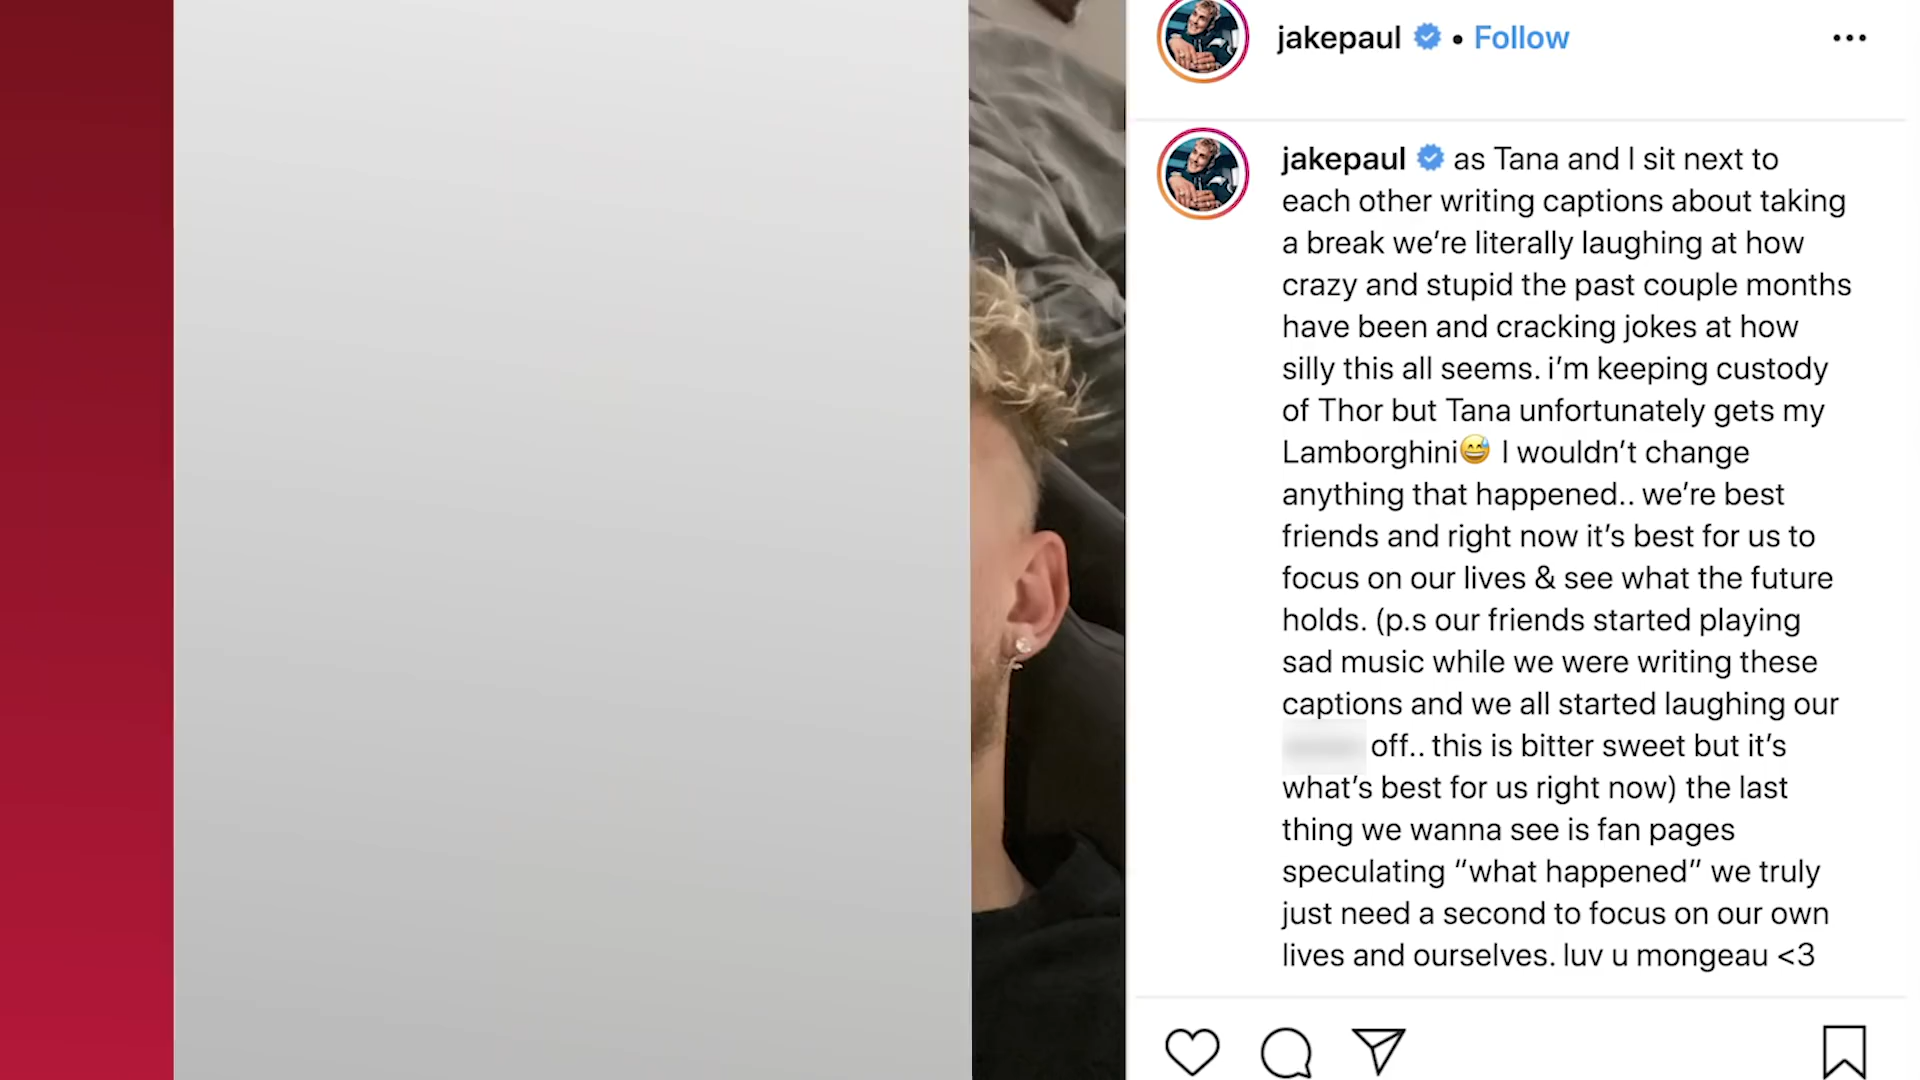 jakepaul • Follow
jakepaul as Tana and I sit next to
each other writing captions about taking
a break we’re literally laughing at how
crazy and stupid the past couple months
have been and cracking jokes at how
silly this all seems. i’m keeping custody
of Thor but Tana unfortunately gets my
Lamborghini😅 I wouldn’t change
anything that happened.. we’re best
friends and right now it’s best for us to
focus on our lives & see what the future
holds. (p.s our friends started playing
sad music while we were writing these
captions and we all started laughing our
off.. this is bitter sweet but it’s
what’s best for us right now) the last
thing we wanna see is fan pages
speculating “what happened” we truly
just need a second to focus on our own
lives and ourselves. luv u mongeau <3